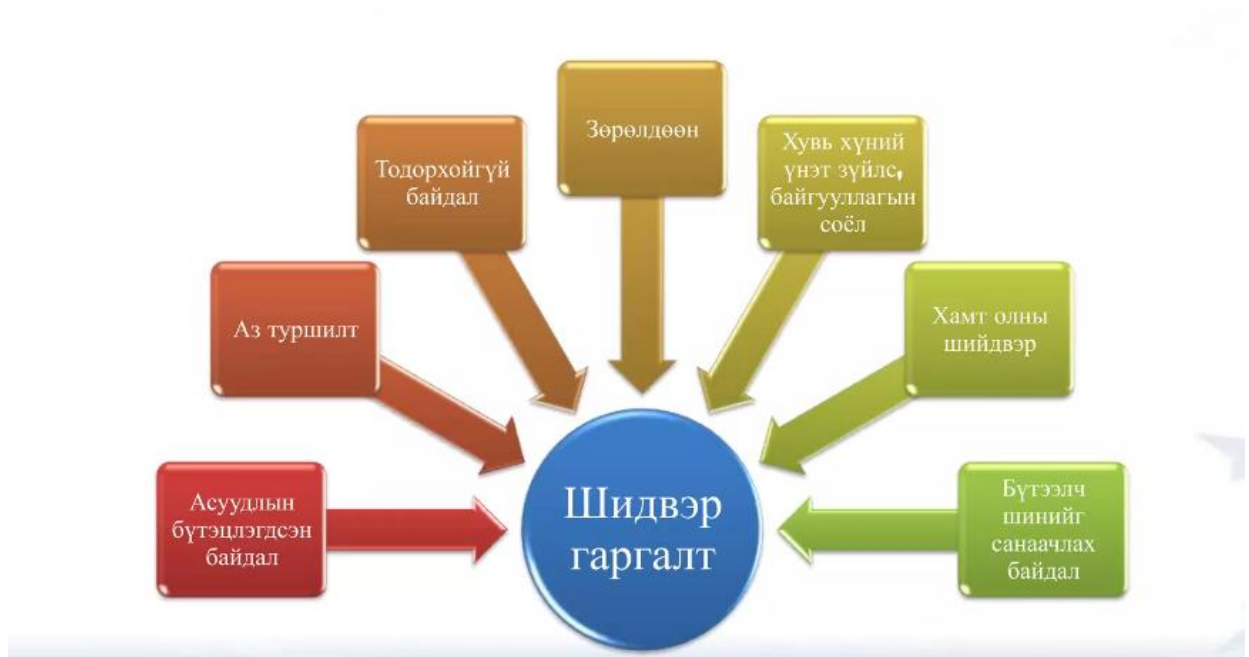 Зөрөлдөөн
Тодорхойгүй
байдал
Хувь хүний
үнэт зүйлс,
байгууллагын
соёл
Аз туршилт
Хамт олны
шийдвэр
Асуудлын
бүтэцлэгдсэн
байдал
Шидвэр
гаргалт
Бүтээлч
шинийг
санаачлах
байдал